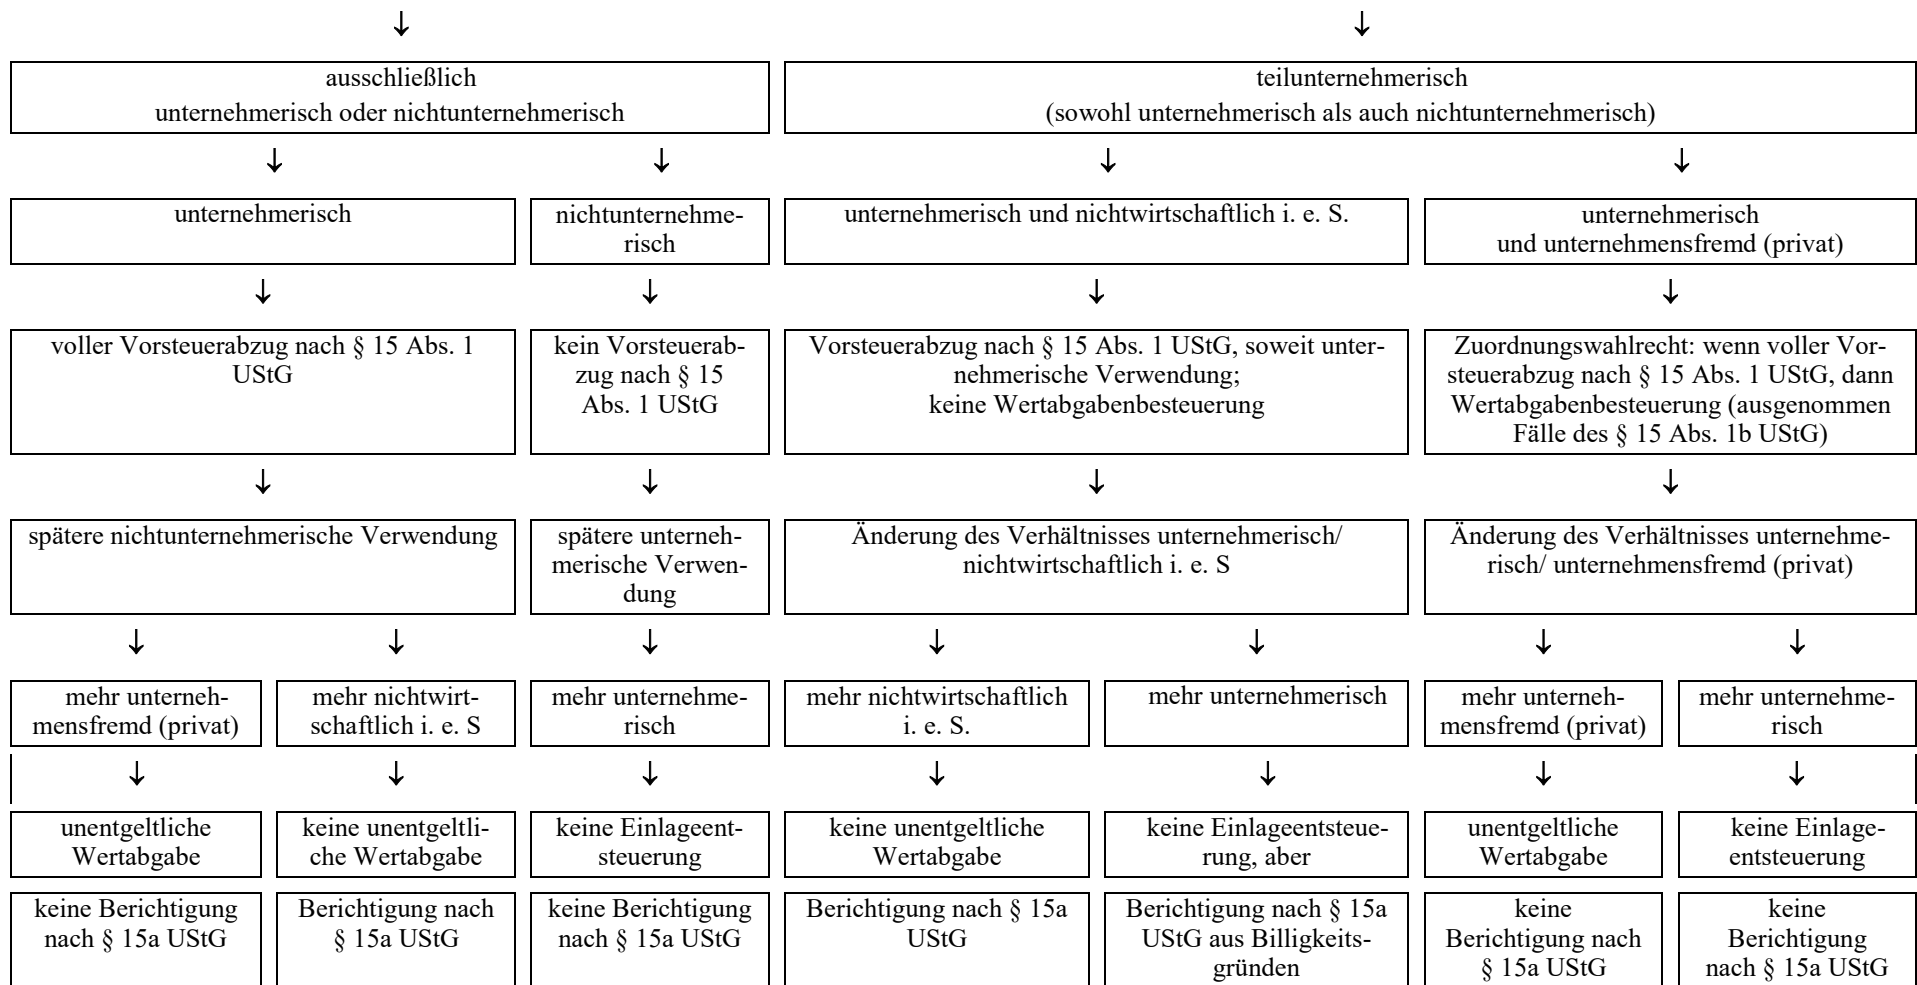 ↓
↓
ausschließlich
unternehmerisch oder nichtunternehmerisch
teilunternehmerisch
(sowohl unternehmerisch als auch nichtunternehmerisch)
↓
↓
↓
↓
unternehmerisch
nichtunternehme-
risch
unternehmerisch und nichtwirtschaftlich i. e. S.
unternehmerisch
und unternehmensfremd (privat)
↓
↓
↓
↓
voller Vorsteuerabzug nach § 15 Abs. 1
UStG
kein Vorsteuerab-
zug nach § 15
Abs. 1 UStG
Vorsteuerabzug nach § 15 Abs. 1 UStG, soweit unter-
nehmerische Verwendung;
keine Wertabgabenbesteuerung
Zuordnungswahlrecht: wenn voller Vor-
steuerabzug nach § 15 Abs. 1 UStG, dann
Wertabgabenbesteuerung (ausgenommen
Fälle des § 15 Abs. 1b UStG)
↓
↓
↓
↓
spätere nichtunternehmerische Verwendung
spätere unterneh-
merische Verwen-
dung
Änderung des Verhältnisses unternehmerisch/
nichtwirtschaftlich i. e. S
Änderung des Verhältnisses unternehme-
risch/ unternehmensfremd (privat)
↓
↓
↓
↓
↓
↓
↓
mehr unterneh-
mensfremd (privat)
mehr nichtwirt-
schaftlich i. e. S
mehr unternehme-
risch
mehr nichtwirtschaftlich
i. e. S.
mehr unternehmerisch
mehr unterneh-
mensfremd (privat)
mehr unternehme-
risch
↓
↓
↓
↓
↓
↓
↓
unentgeltliche
Wertabgabe
keine unentgeltli-
che Wertabgabe
keine Einlageent-
steuerung
keine unentgeltliche
Wertabgabe
keine Einlageentsteue-
rung, aber
unentgeltliche
Wertabgabe
keine Einlage-
entsteuerung
keine Berichtigung
nach § 15a UStG
Berichtigung nach
§ 15a UStG
keine Berichtigung
nach § 15a UStG
Berichtigung nach § 15a
UStG
Berichtigung nach § 15a
UStG aus Billigkeits-
gründen
keine
Berichtigung nach
§ 15a UStG
keine
Berichtigung
nach § 15a UStG